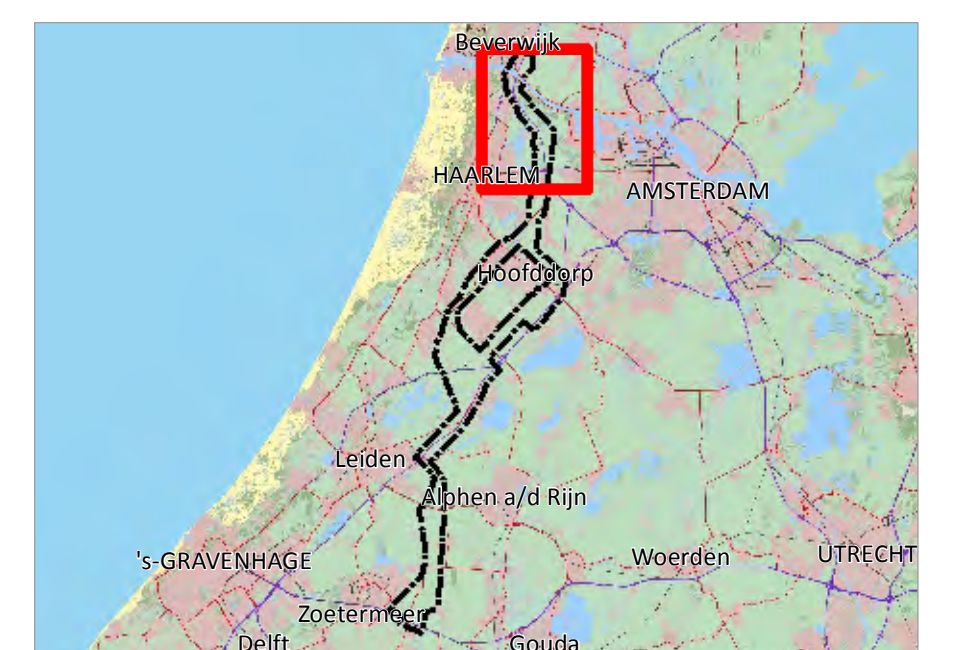 Beverwijk
HAARLEM
AMSTERDAM
Hoofddorp
Leiden
Alphen a/d Rijn
's-GRAVENHAGE
Woerden
UTRECHT
Zoetermeer
Delft
Gouda